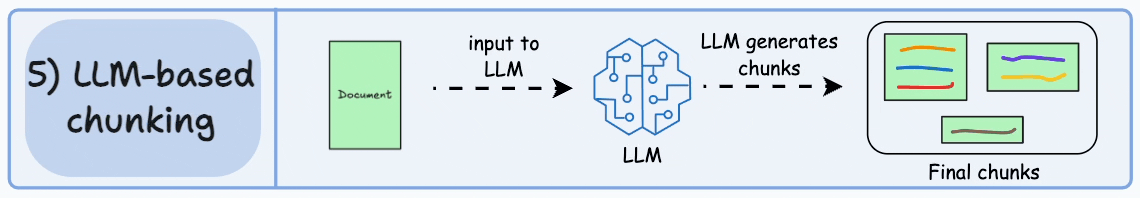 5) LLM-based
chunking
Document
input to
LLM
LLM
LLM generates
chunks
Final chunks